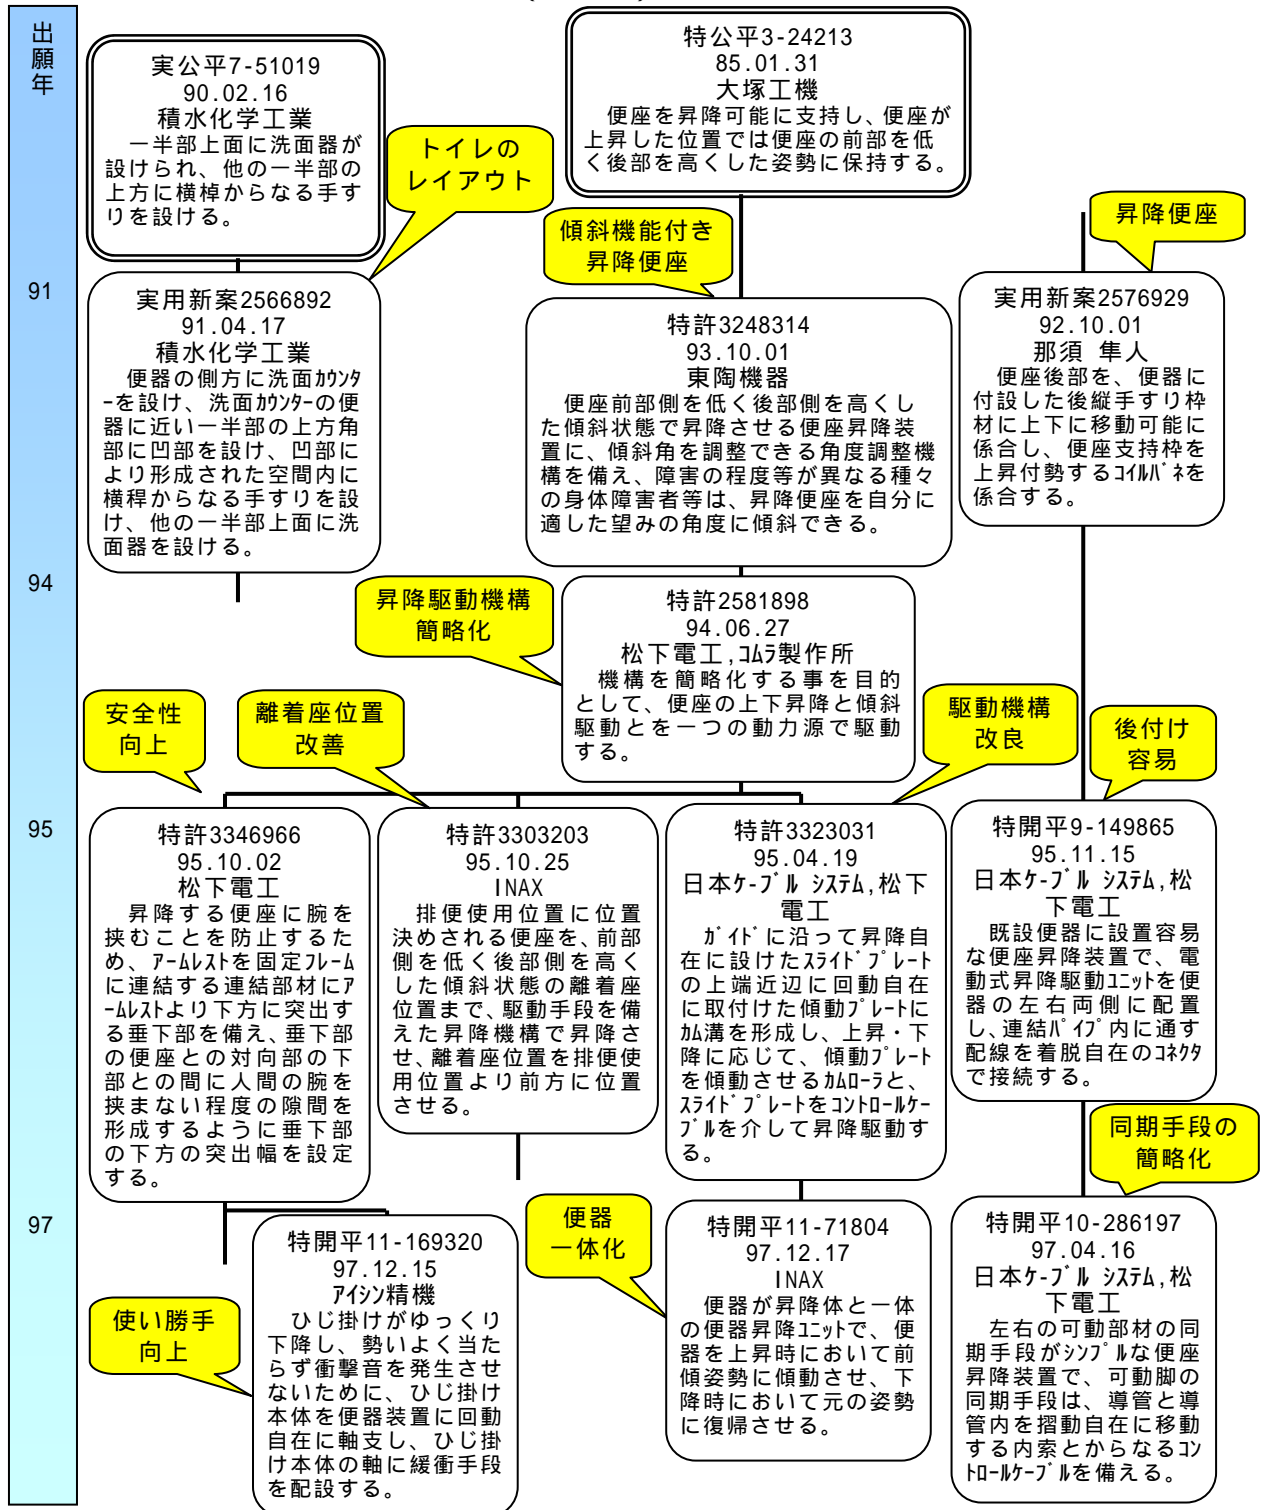 出
願
年
91
94
95
97
実公平7-51019
90.02.16
積水化学工業
一半部上面に洗面器が
設けられ、他の一半部の
上方に横棹からなる手す
りを設ける。
トイレの
レイアウト
特公平3-24213
85.01.31
大塚工機
便座を昇降可能に支持し、便座が
上昇した位置では便座の前部を低
く後部を高くした姿勢に保持する。
傾斜機能付き
昇降便座
昇降便座
実用新案2566892
91.04.17
積水化学工業
便器の側方に洗面ｶｳﾝﾀ
ｰを設け、洗面ｶｳﾝﾀｰの便
器に近い一半部の上方角
部に凹部を設け、凹部に
より形成された空間内に
横稈からなる手すりを設
け、他の一半部上面に洗
面器を設ける。
特許3248314
93.10.01
東陶機器
便座前部側を低く後部側を高くし
た傾斜状態で昇降させる便座昇降装
置に、傾斜角を調整できる角度調整機
構を備え、障害の程度等が異なる種々
の身体障害者等は、昇降便座を自分に
適した望みの角度に傾斜できる。
実用新案2576929
92.10.01
那須 隼人
便座後部を、便器に
付設した後縦手すり枠
材に上下に移動可能に
係合し、便座支持枠を
上昇付勢するｺｲﾙﾊﾞﾈを
係合する。
昇降駆動機構
簡略化
特許2581898
94.06.27
松下電工,ｺﾑﾗ製作所
機構を簡略化する事を目的
として、便座の上下昇降と傾斜
駆動とを一つの動力源で駆動
する。
安全性
向上
離着座位置
改善
駆動機構
改良
後付け
容易
特許3346966
95.10.02
松下電工
昇降する便座に腕を
挟むことを防止するた
め、ｱｰﾑﾚｽﾄを固定ﾌﾚｰﾑ
に連結する連結部材にｱ
ｰﾑﾚｽﾄより下方に突出す
る垂下部を備え、垂下部
の便座との対向部の下
部との間に人間の腕を
挟まない程度の隙間を
形成するように垂下部
の下方の突出幅を設定
する。
特許3303203
95.10.25
INAX
排便使用位置に位置
決めされる便座を、前部
側を低く後部側を高く
した傾斜状態の離着座
位置まで、駆動手段を備
えた昇降機構で昇降さ
せ、離着座位置を排便使
用位置より前方に位置
させる。
特許3323031
95.04.19
日本ｹｰﾌﾞﾙ ｼｽﾃﾑ,松下
電工
ｶﾞｲﾄﾞに沿って昇降自
在に設けたｽﾗｲﾄﾞﾌﾟﾚｰﾄ
の上端近辺に回動自在
に取付けた傾動ﾌﾟﾚｰﾄに
ｶﾑ溝を形成し、上昇・下
降に応じて、傾動ﾌﾟﾚｰﾄ
を傾動させるｶﾑﾛｰﾗと、
ｽﾗｲﾄﾞﾌﾟﾚｰﾄをｺﾝﾄﾛｰﾙｹｰ
ﾌﾞﾙを介して昇降駆動す
る。
特開平9-149865
95.11.15
日本ｹｰﾌﾞﾙ ｼｽﾃﾑ,松
下電工
既設便器に設置容易
な便座昇降装置で、電
動式昇降駆動ﾕﾆｯﾄを便
器の左右両側に配置
し、連結ﾊﾟｲﾌﾟ内に通す
配線を着脱自在のｺﾈｸﾀ
で接続する。
同期手段の
簡略化
使い勝手
向上
特開平11-169320
97.12.15
ｱｲｼﾝ精機
ひじ掛けがゆっくり
下降し、勢いよく当た
らず衝撃音を発生させ
ないために、ひじ掛け
本体を便器装置に回動
自在に軸支し、ひじ掛
け本体の軸に緩衝手段
を配設する。
便器
一体化
特開平11-71804
97.12.17
INAX
便器が昇降体と一体
の便器昇降ﾕﾆｯﾄで、便
器を上昇時において前
傾姿勢に傾動させ、下
降時において元の姿勢
に復帰させる。
特開平10-286197
97.04.16
日本ｹｰﾌﾞﾙ ｼｽﾃﾑ,松
下電工
左右の可動部材の同
期手段がｼﾝﾌﾟﾙな便座
昇降装置で、可動脚の
同期手段は、導管と導
管内を摺動自在に移動
する内索とからなるｺﾝ
ﾄﾛｰﾙｹｰﾌﾞﾙを備える。